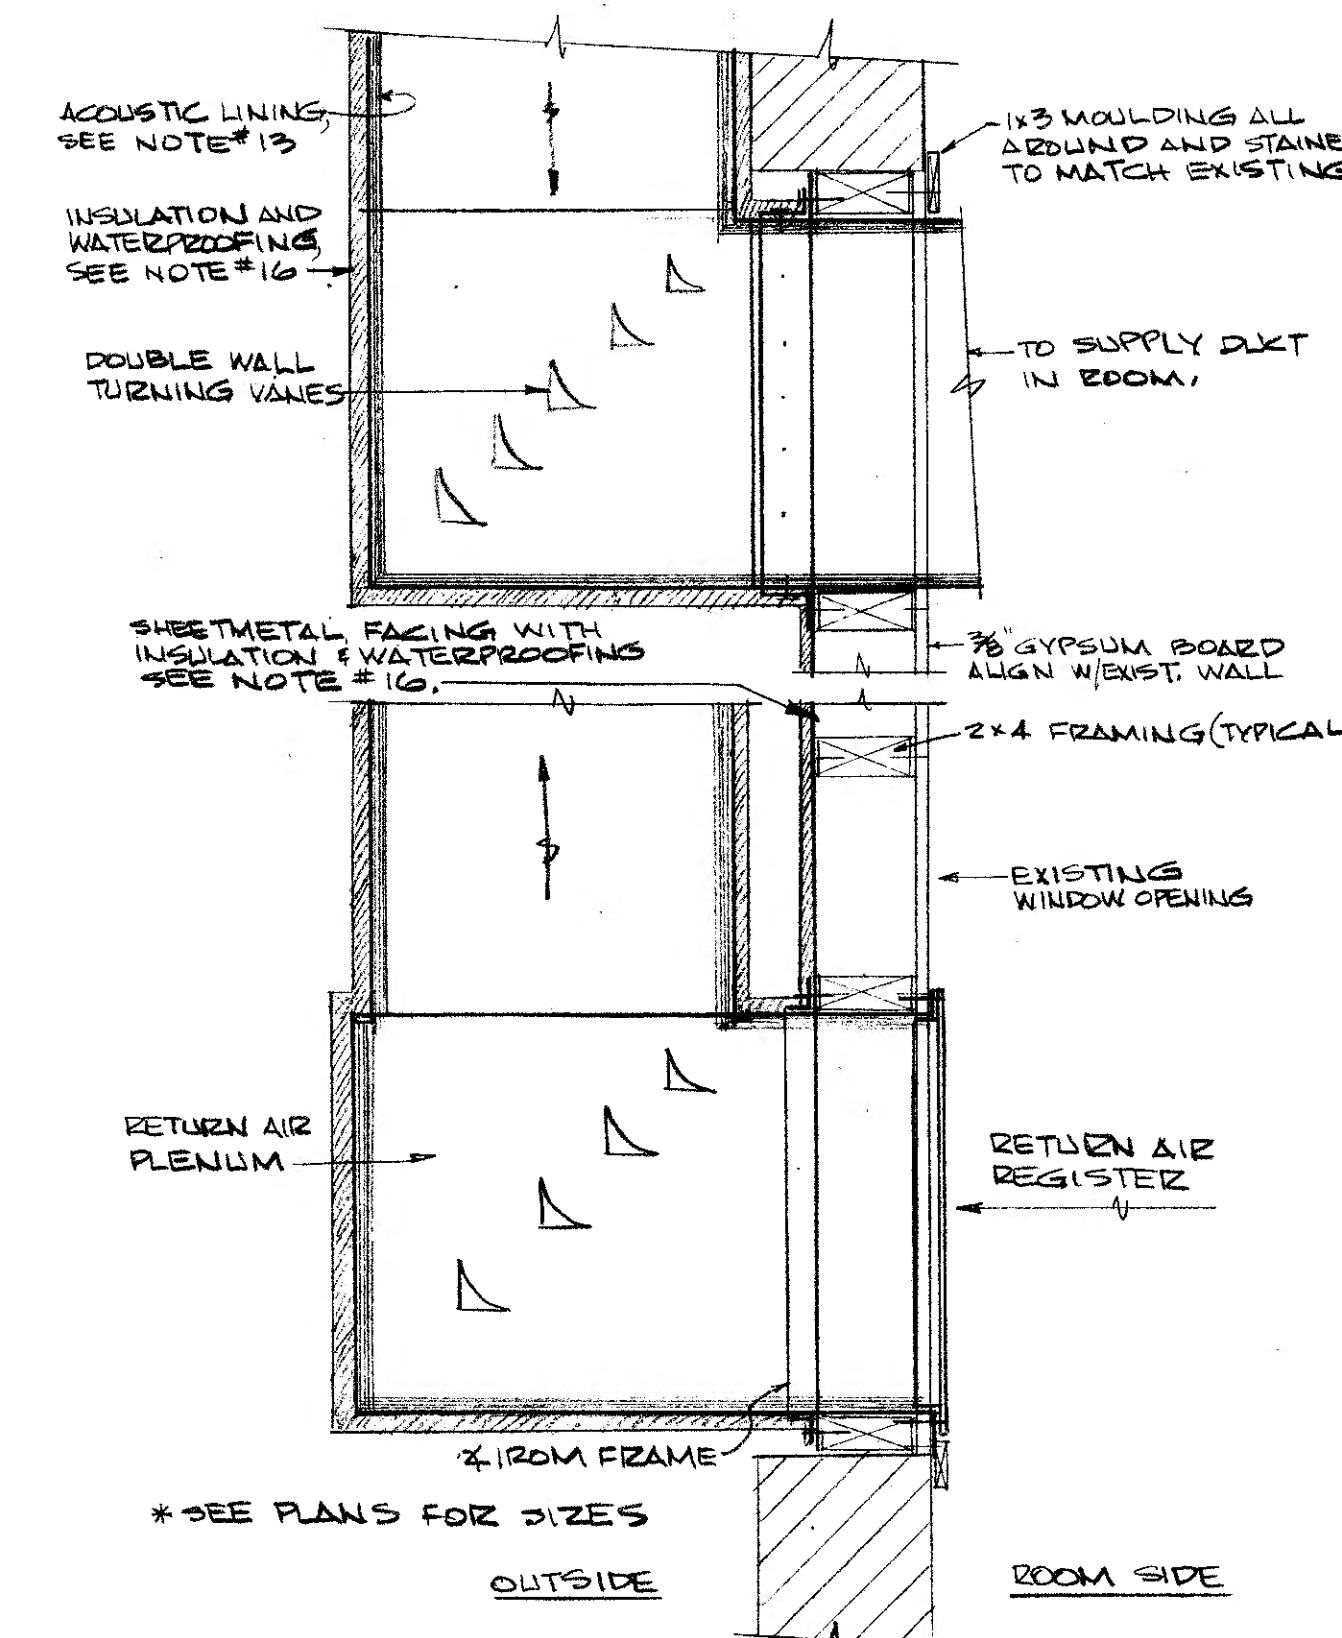 ACOUSTIC LINING,
SEE NOTE #13
INSULATION AND
WATERPROOFING,
SEE NOTE #16
DOUBLE WALL
TURNING VANES
1x3 MOULDING ALL
AROUND AND STAINE
TO MATCH EXISTING
TO SUPPLY DUCT
IN ROOM.
SHEETMETAL FACING WITH
INSULATION & WATERPROOFING
SEE NOTE #16.
3/8" GYPSUM BOARD
ALIGN W/EXIST. WALL
2x4 FRAMING (TYPICAL
EXISTING
WINDOW OPENING
RETURN AIR
PLENUM
RETURN AIR
REGISTER
∠ IROM FRAME
* SEE PLANS FOR SIZES
OUTSIDE
ROOM SIDE